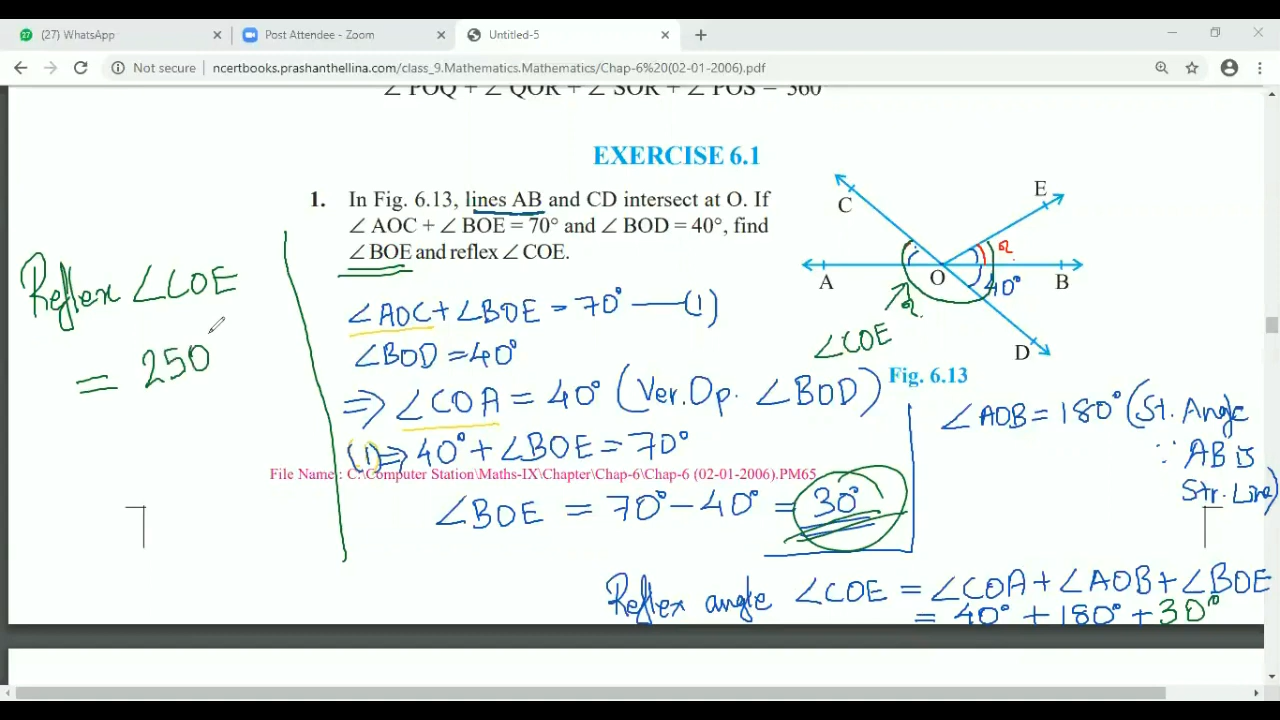 (27) WhatsApp
Post Attendee - Zoom
Untitled-5
Not secure
ncertbooks.prashanthellina.com/class_9.Mathematics.Mathematics/Chap-6%20(02-01-2006).pdf
∠ POQ + ∠ QOR + ∠ SOR + ∠ POS = 360
EXERCISE 6.1
1. In Fig. 6.13, lines AB and CD intersect at O. If
∠ AOC + ∠ BOE = 70° and ∠ BOD = 40°, find
∠ BOE and reflex ∠ COE.
C
E
A
O
B
D
40°
∠COE
Fig. 6.13
Reflex ∠COE
= 250
∠AOC + ∠BOE = 70° —(1)
∠BOD = 40°
⇒ ∠COA = 40° (Ver. Op. ∠BOD)
(1)⇒ 40° + ∠BOE = 70°
File Name : C:\Computer Station\Maths-IX\Chapter\Chap-6\Chap-6 (02-01-2006).PM65
∠BOE = 70° - 40° = 30°
∠AOB = 180° (St. Angle
∵ AB is
Str. Line)
Reflex angle ∠COE = ∠COA + ∠AOB + ∠BOE
= 40° + 180° + 30°